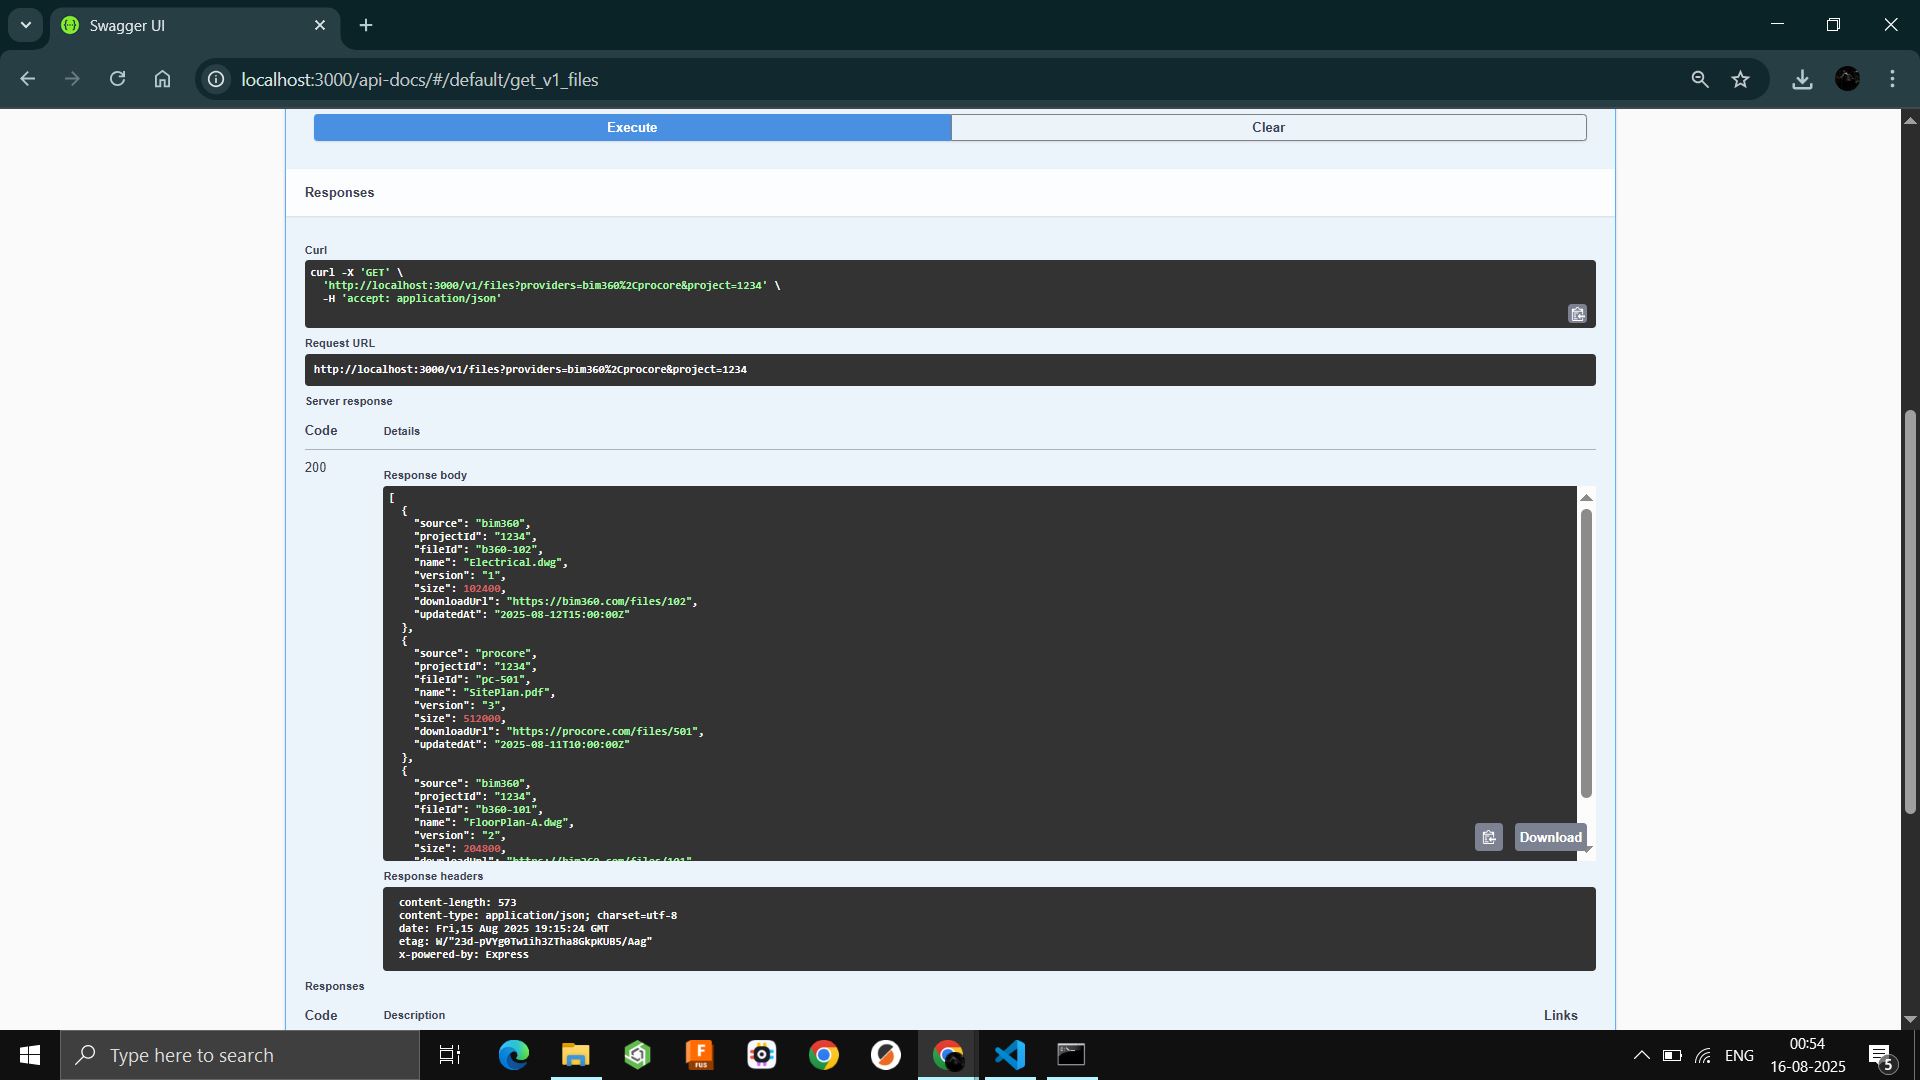 Swagger UI
localhost:3000/api-docs/#/default/get_v1_files
Execute
Clear
Responses
Curl
curl -X 'GET' \
'http://localhost:3000/v1/files?providers=bim360%2Cprocore&project=1234' \
-H 'accept: application/json'
Request URL
http://localhost:3000/v1/files?providers=bim360%2Cprocore&project=1234
Server response
Code Details
200
Response body
[
{
"source": "bim360",
"projectId": "1234",
"fileId": "b360-102",
"name": "Electrical.dwg",
"version": "1",
"size": 102400,
"downloadUrl": "https://bim360.com/files/102",
"updatedAt": "2025-08-12T15:00:00Z"
},
{
"source": "procore",
"projectId": "1234",
"fileId": "pc-501",
"name": "SitePlan.pdf",
"version": "3",
"size": 512000,
"downloadUrl": "https://procore.com/files/501",
"updatedAt": "2025-08-11T10:00:00Z"
},
{
"source": "bim360",
"projectId": "1234",
"fileId": "b360-101",
"name": "FloorPlan-A.dwg",
"version": "2",
"size": 204800,
"downloadUrl": "https://bim360.com/files/101"
Download
Response headers
content-length: 573
content-type: application/json; charset=utf-8
date: Fri,15 Aug 2025 19:15:24 GMT
etag: W/"23d-pVYg0Tw1ih3ZTha8GkpKUB5/Aag"
x-powered-by: Express
Responses
Code Description Links
Type here to search
F
FUS
ENG
00:54
16-08-2025
5